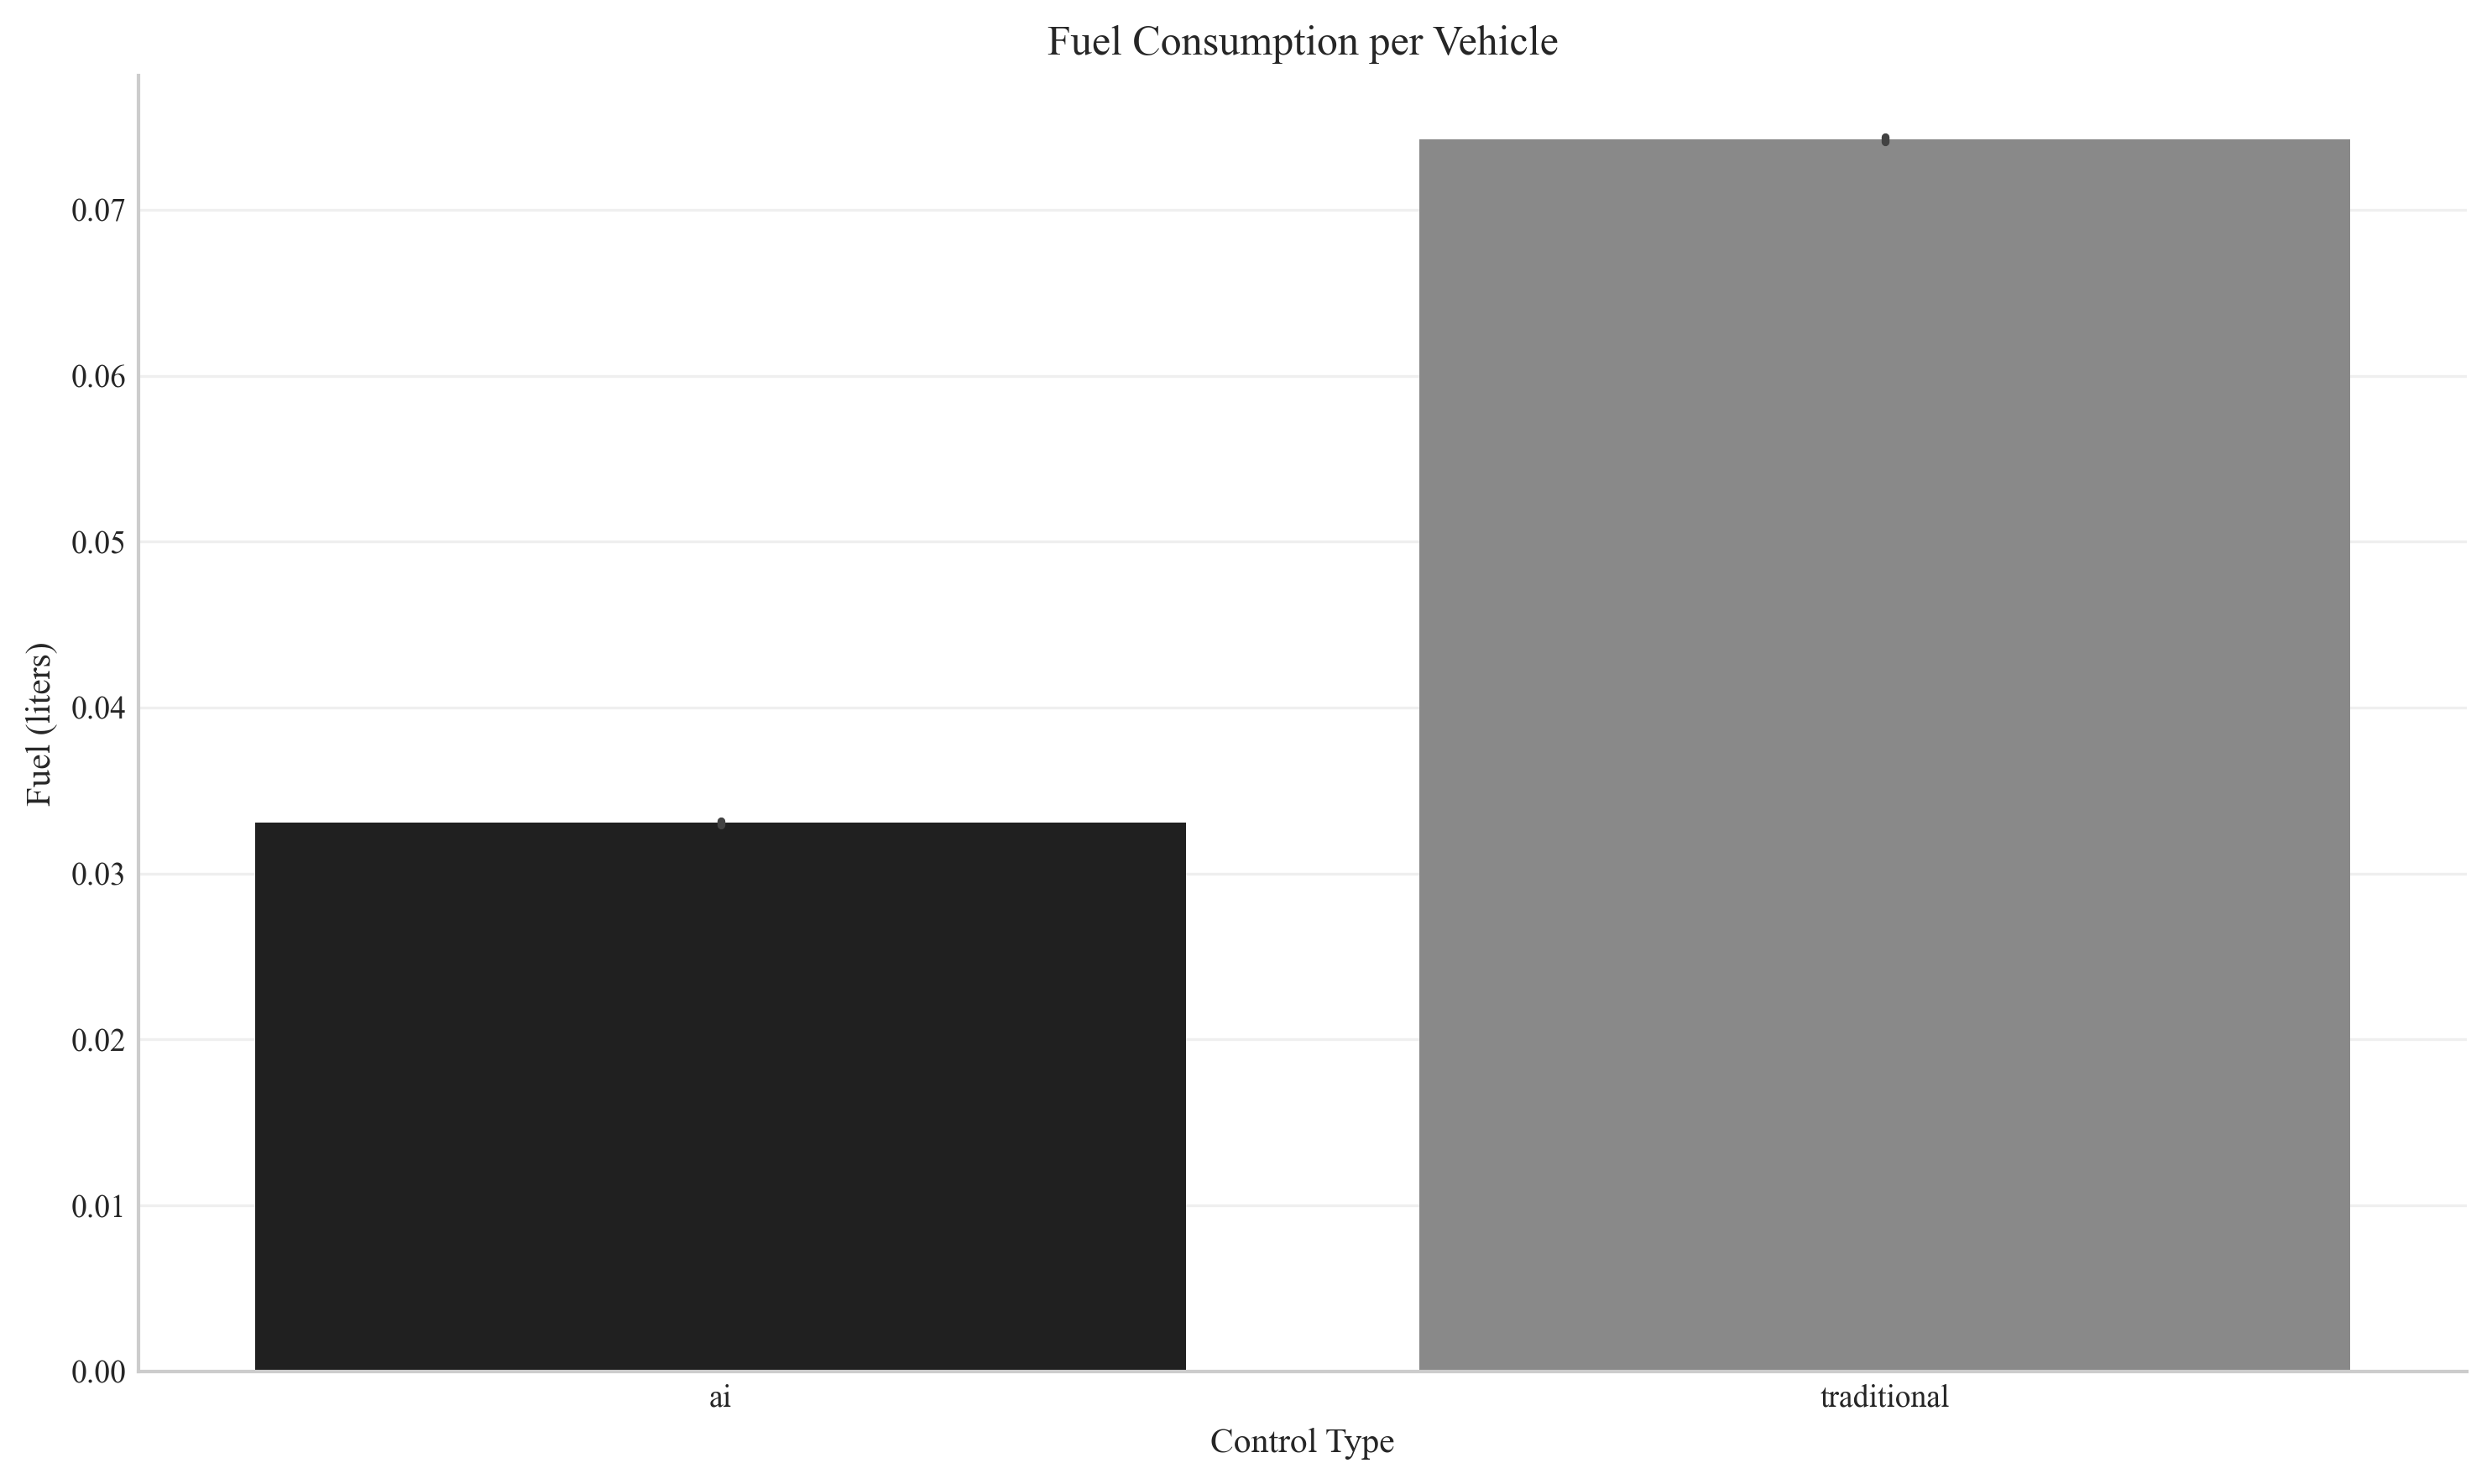 Fuel Consumption per Vehicle
Fuel (liters)
0.07
0.06
0.05
0.04
0.03
0.02
0.01
0.00
ai
traditional
Control Type